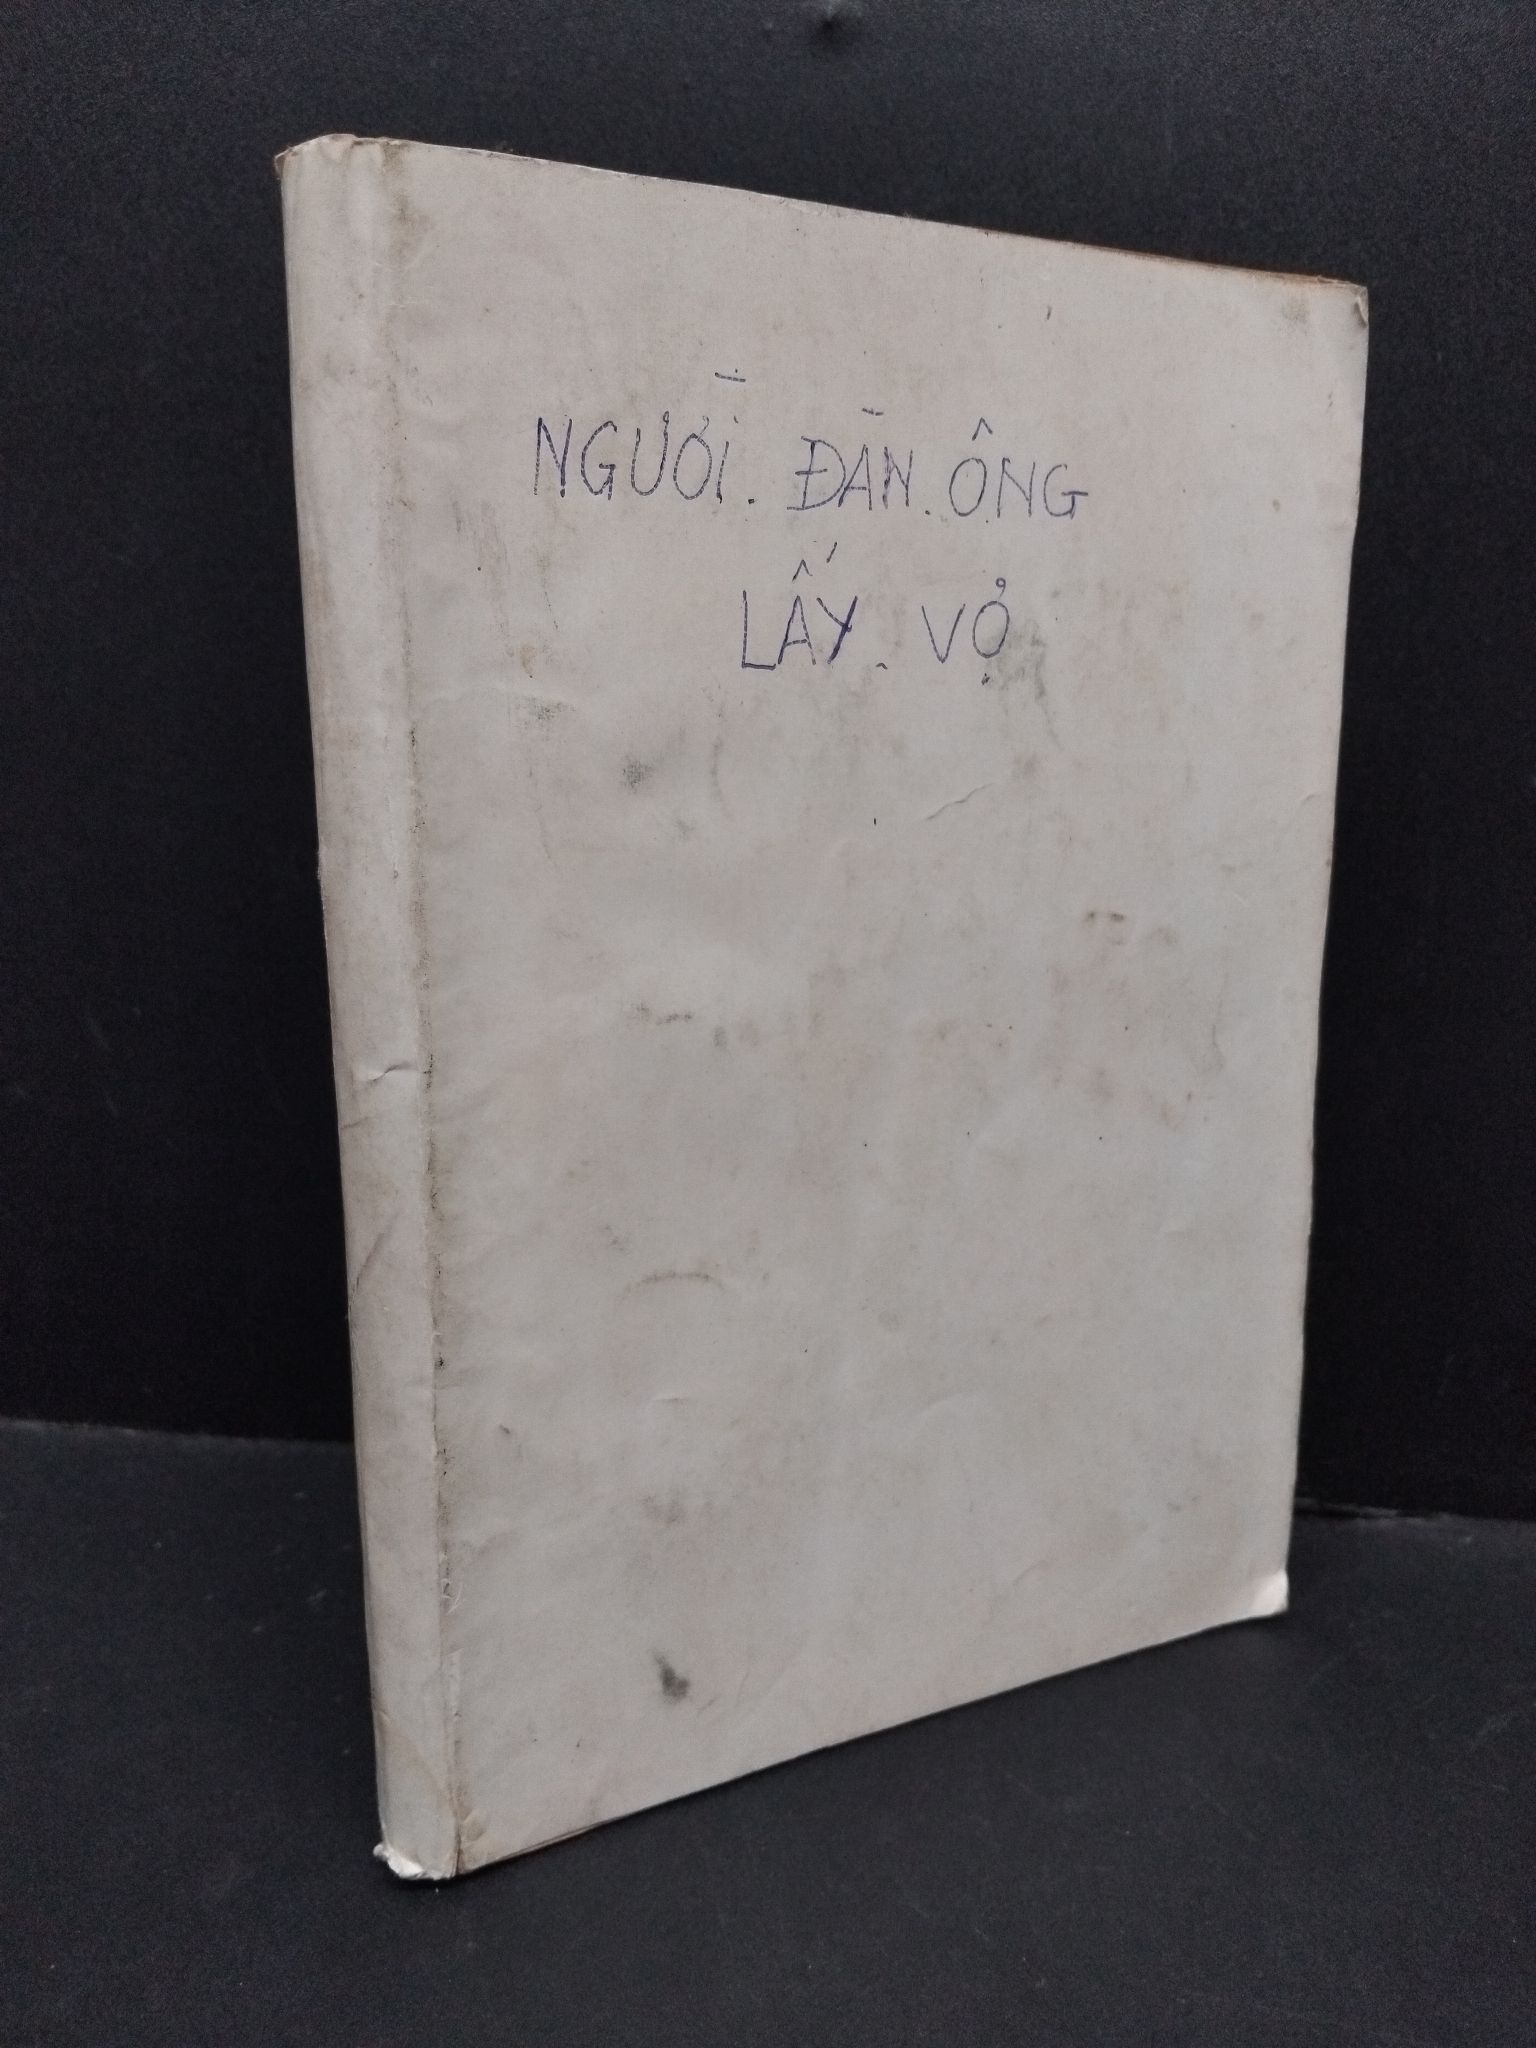 NGƯỜI. ĐÀN. ÔNG
LẤY. VỢ